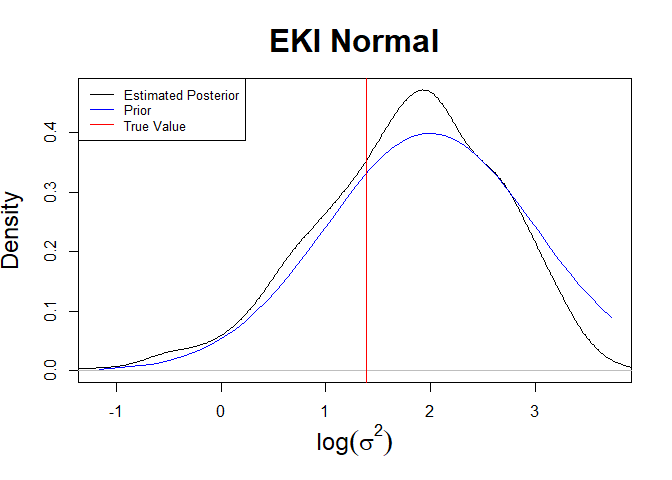 EKI Normal
Estimated Posterior
Prior
True Value
Density
0.0 0.1 0.2 0.3 0.4
-1 0 1 2 3
log(σ²)